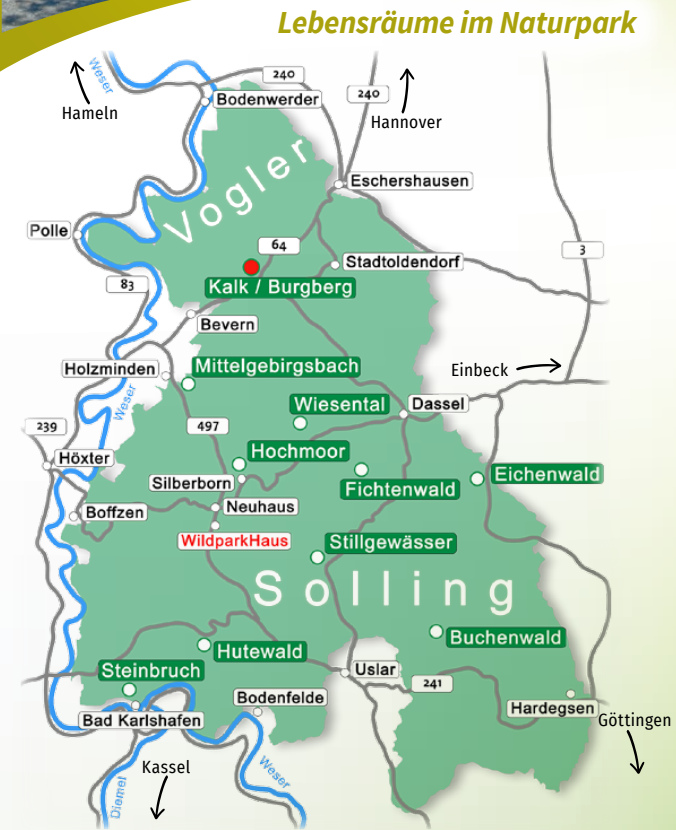 Lebensräume im Naturpark
Weser
240
240
Hameln
Bodenwerder
Hannover
Vogler
Eschershausen
Polle
64
3
Stadtoldendorf
83
Kalk / Burgberg
Bevern
Holzminden
Mittelgebirgsbach
Einbeck
Weser
Wiesental
Dassel
239
497
Höxter
Hochmoor
Silberborn
Fichtenwald
Eichenwald
Boffzen
Neuhaus
WildparkHaus
Stillgewässer
Solling
Buchenwald
Hutewald
Steinbruch
Uslar
241
Bodenfelde
Hardegsen
Bad Karlshafen
Göttingen
Kassel
Weser
Diemel